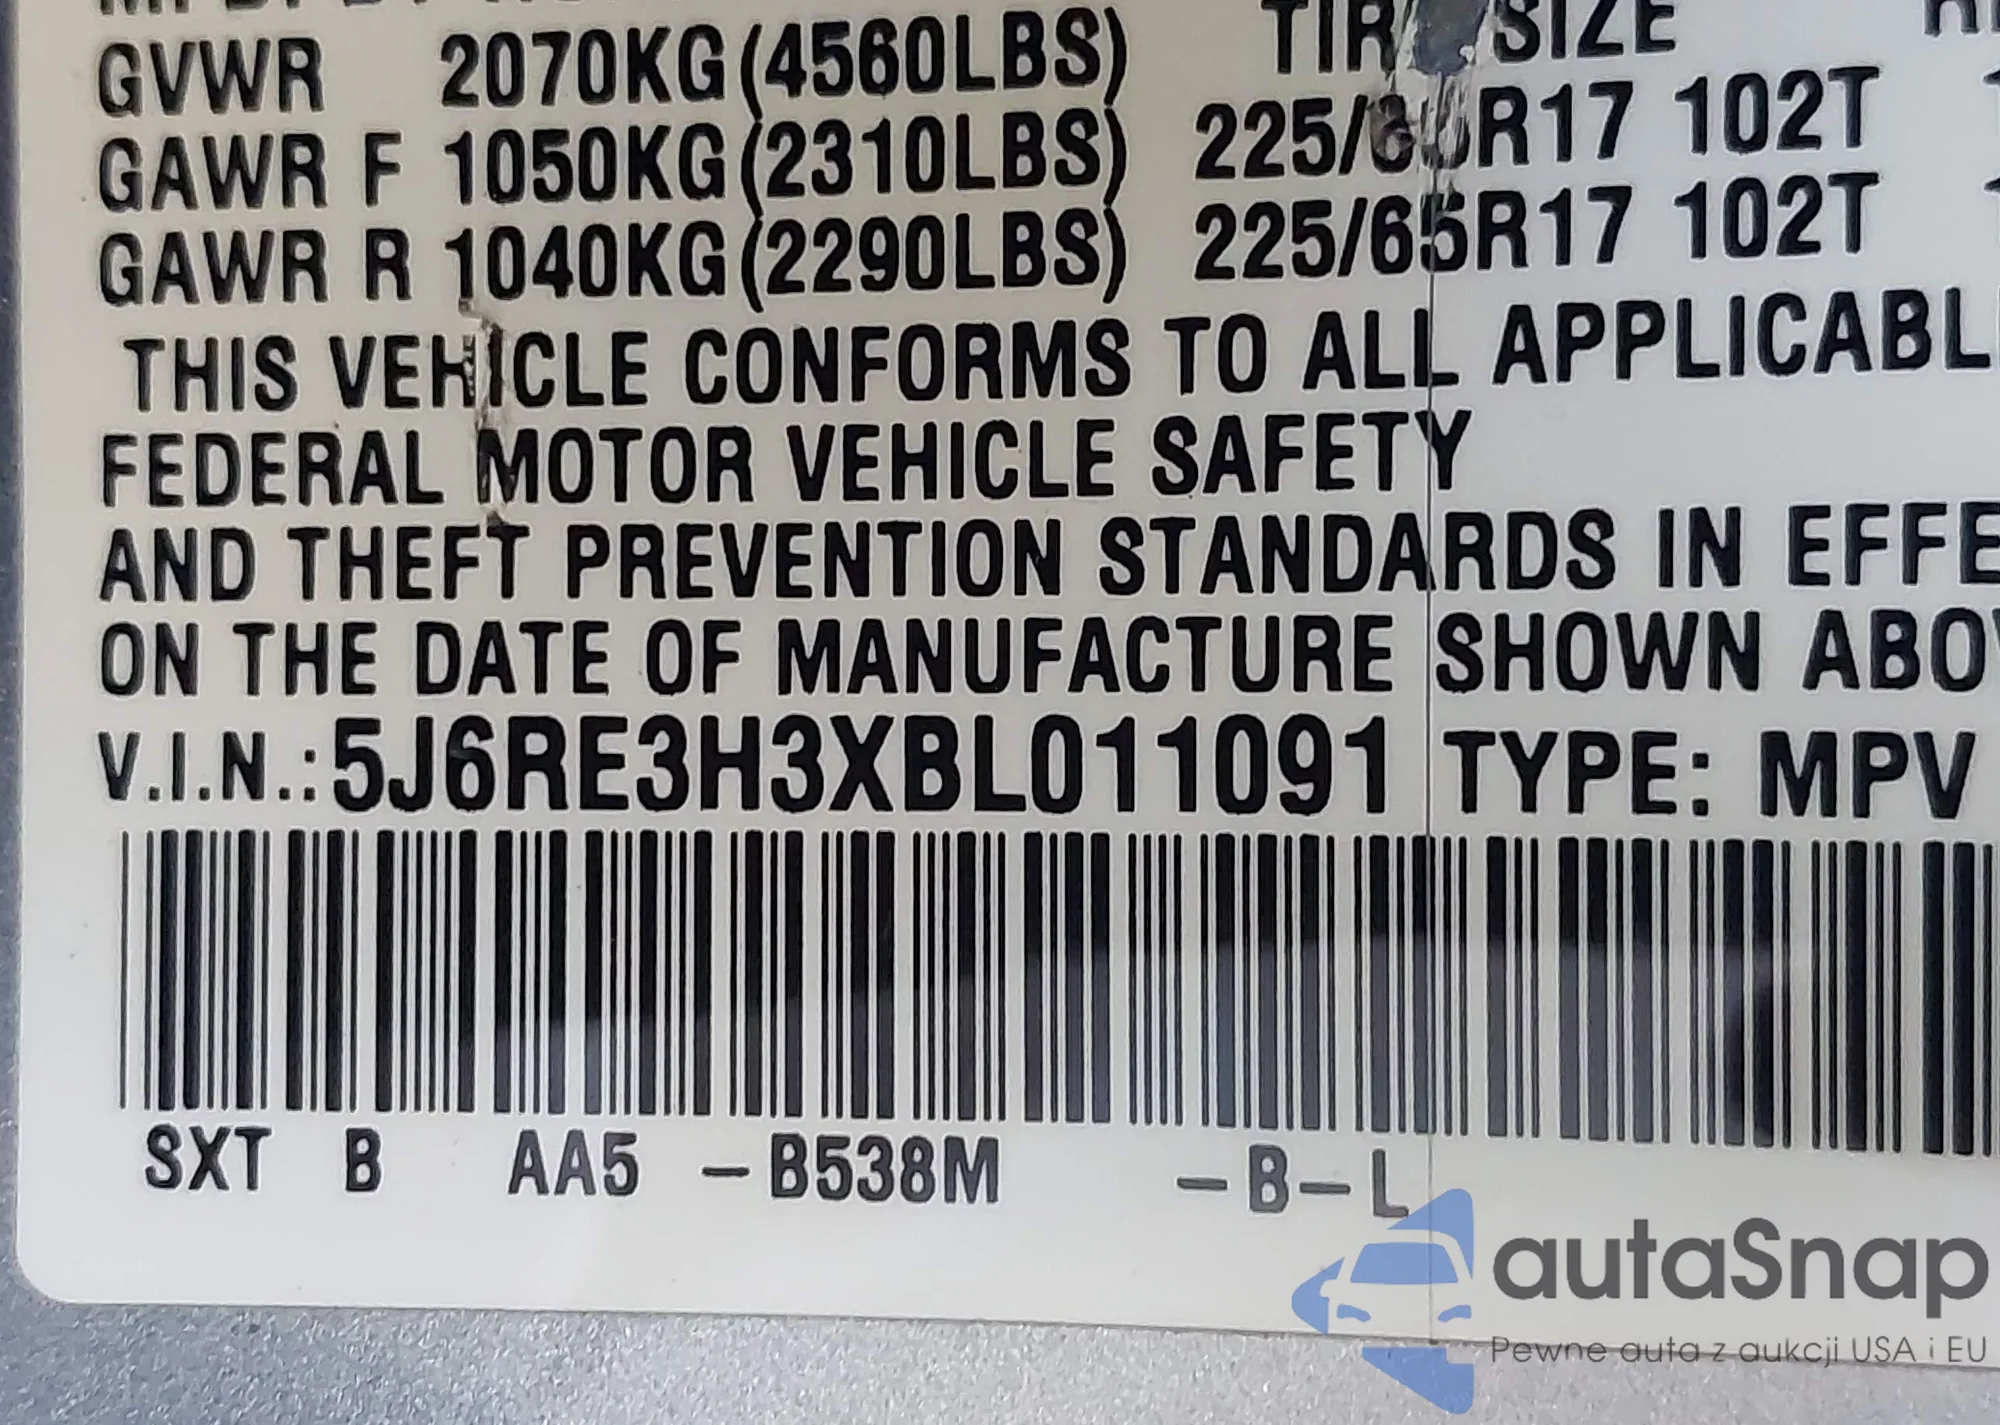 GVWR 2070KG(4560LBS) TIRE SIZE
GAWR F 1050KG(2310LBS) 225/65R17 102T
GAWR R 1040KG(2290LBS) 225/65R17 102T
THIS VEHICLE CONFORMS TO ALL APPLICABL
FEDERAL MOTOR VEHICLE SAFETY
AND THEFT PREVENTION STANDARDS IN EFFE
ON THE DATE OF MANUFACTURE SHOWN ABO
V.I.N.:5J6RE3H3XBL011091 TYPE: MPV
SXT B AA5 -B538M -B-L
autaSnap
Pewne auta z aukcji USA i EU